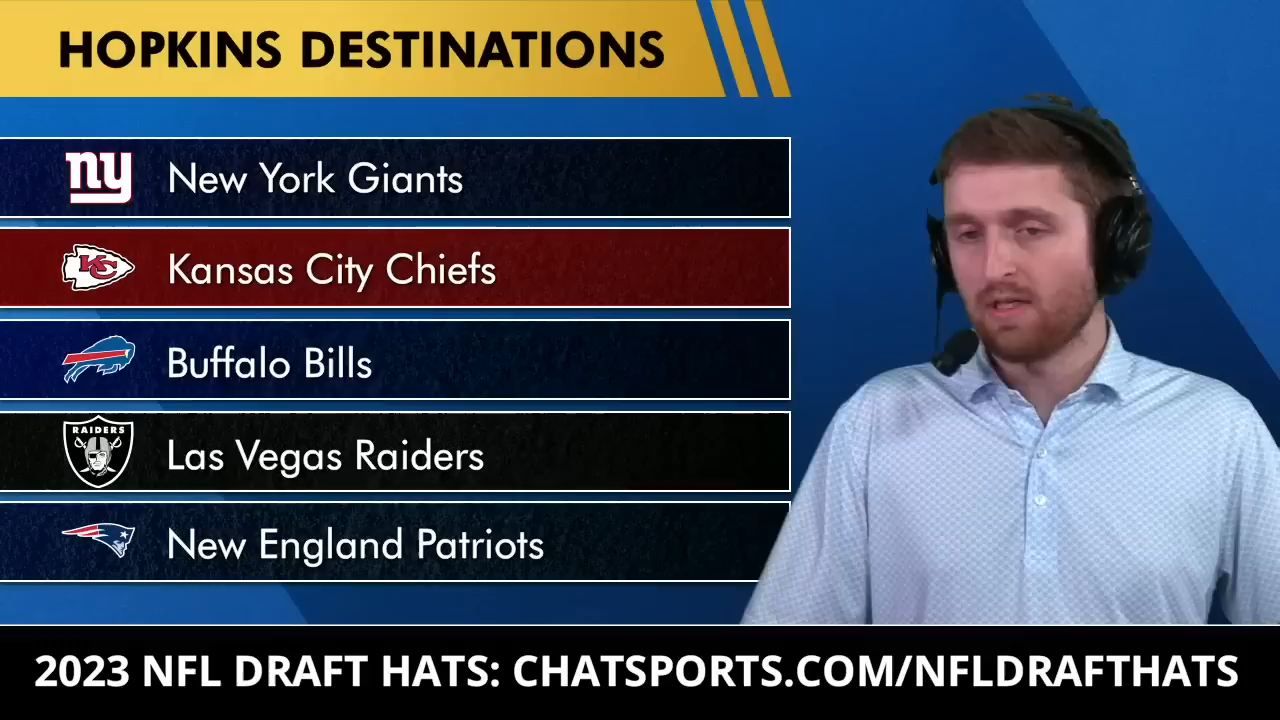 HOPKINS DESTINATIONS
ny New York Giants
KC Kansas City Chiefs
Buffalo Bills
RAIDERS Las Vegas Raiders
New England Patriots
2023 NFL DRAFT HATS: CHATSPORTS.COM/NFLDRAFTHATS